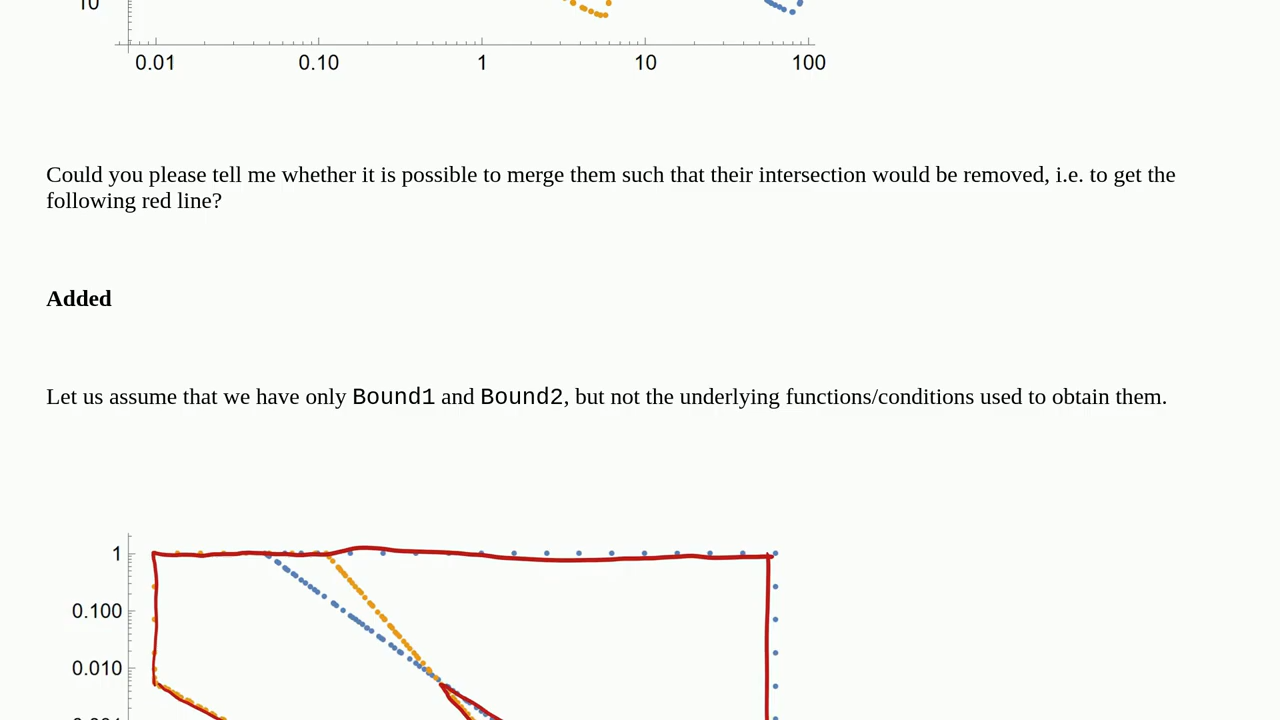 10
0.01 0.10 1 10 100
Could you please tell me whether it is possible to merge them such that their intersection would be removed, i.e. to get the
following red line?
Added
Let us assume that we have only Bound1 and Bound2, but not the underlying functions/conditions used to obtain them.
1
0.100
0.010
0.001